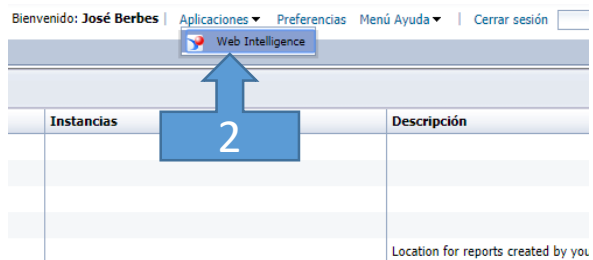 Bienvenido: José Berbes | Aplicaciones Preferencias Menú Ayuda | Cerrar sesión
Web Intelligence
Instancias Descripción
2
Location for reports created by you